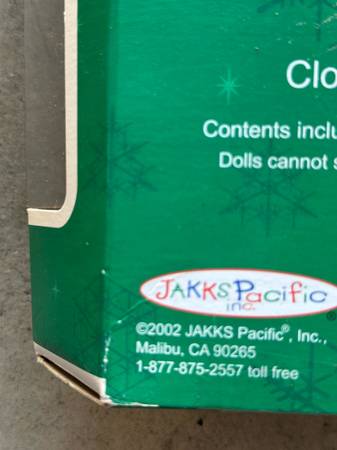 Clo
Contents inclu
Dolls cannot s
JAKKS Pacific
inc.
®
©2002 JAKKS Pacific®, Inc.,
Malibu, CA 90265
1-877-875-2557 toll free